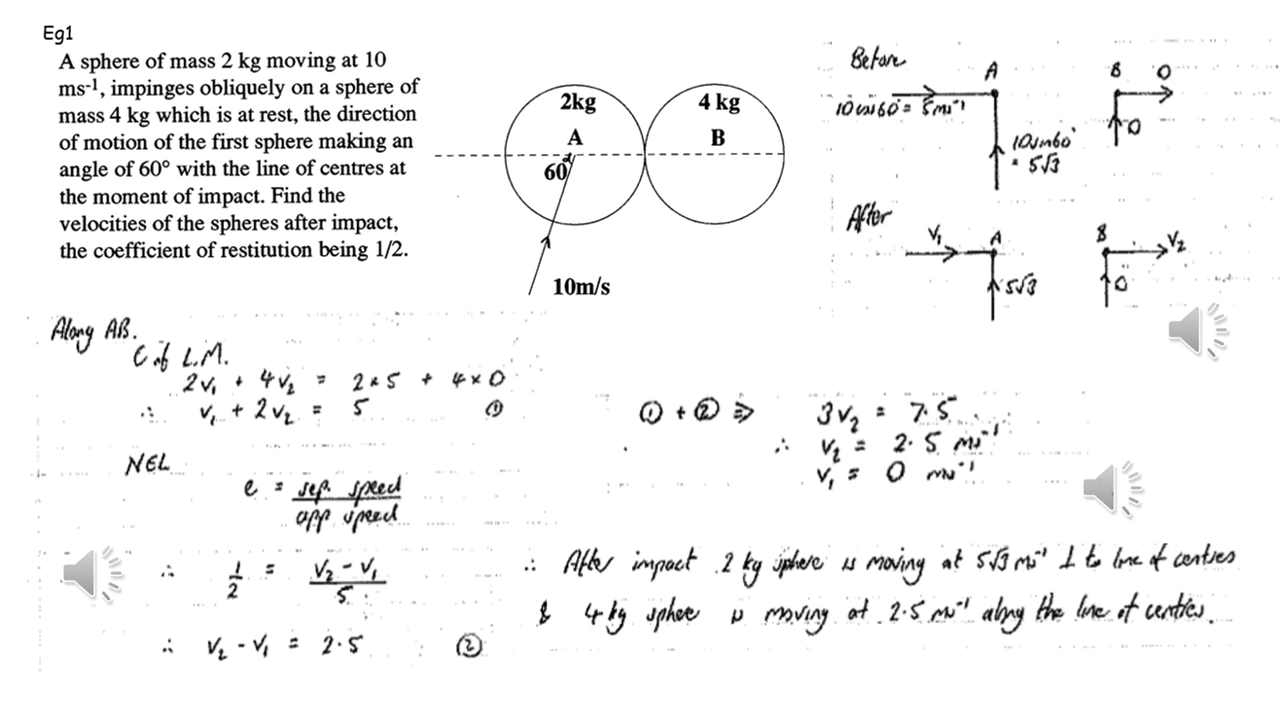 Eg1
A sphere of mass 2 kg moving at 10
ms-1, impinges obliquely on a sphere of
mass 4 kg which is at rest, the direction
of motion of the first sphere making an
angle of 60° with the line of centres at
the moment of impact. Find the
velocities of the spheres after impact,
the coefficient of restitution being 1/2.
2kg
A
60°
10m/s
4 kg
B
Before
A
10cos60° = 5ms⁻¹
10sin60°
= 5√3
B
0
0
After
V₁
A
5√3
B
V₂
0
Along AB.
C of L.M.
2v₁ + 4v₂ = 2×5 + 4×0
∴ v₁ + 2v₂ = 5 ①
NEL
e = sep. speed
app speed
∴ 1/2 = (v₂ - v₁)/5
∴ v₂ - v₁ = 2.5 ②
① + ② ⇒ 3v₂ = 7.5
∴ v₂ = 2.5 ms⁻¹
v₁ = 0 ms⁻¹
∴ After impact 2 kg sphere is moving at 5√3 ms⁻¹ ⊥ to line of centres
& 4 kg sphere is moving at 2.5 ms⁻¹ along the line of centres.